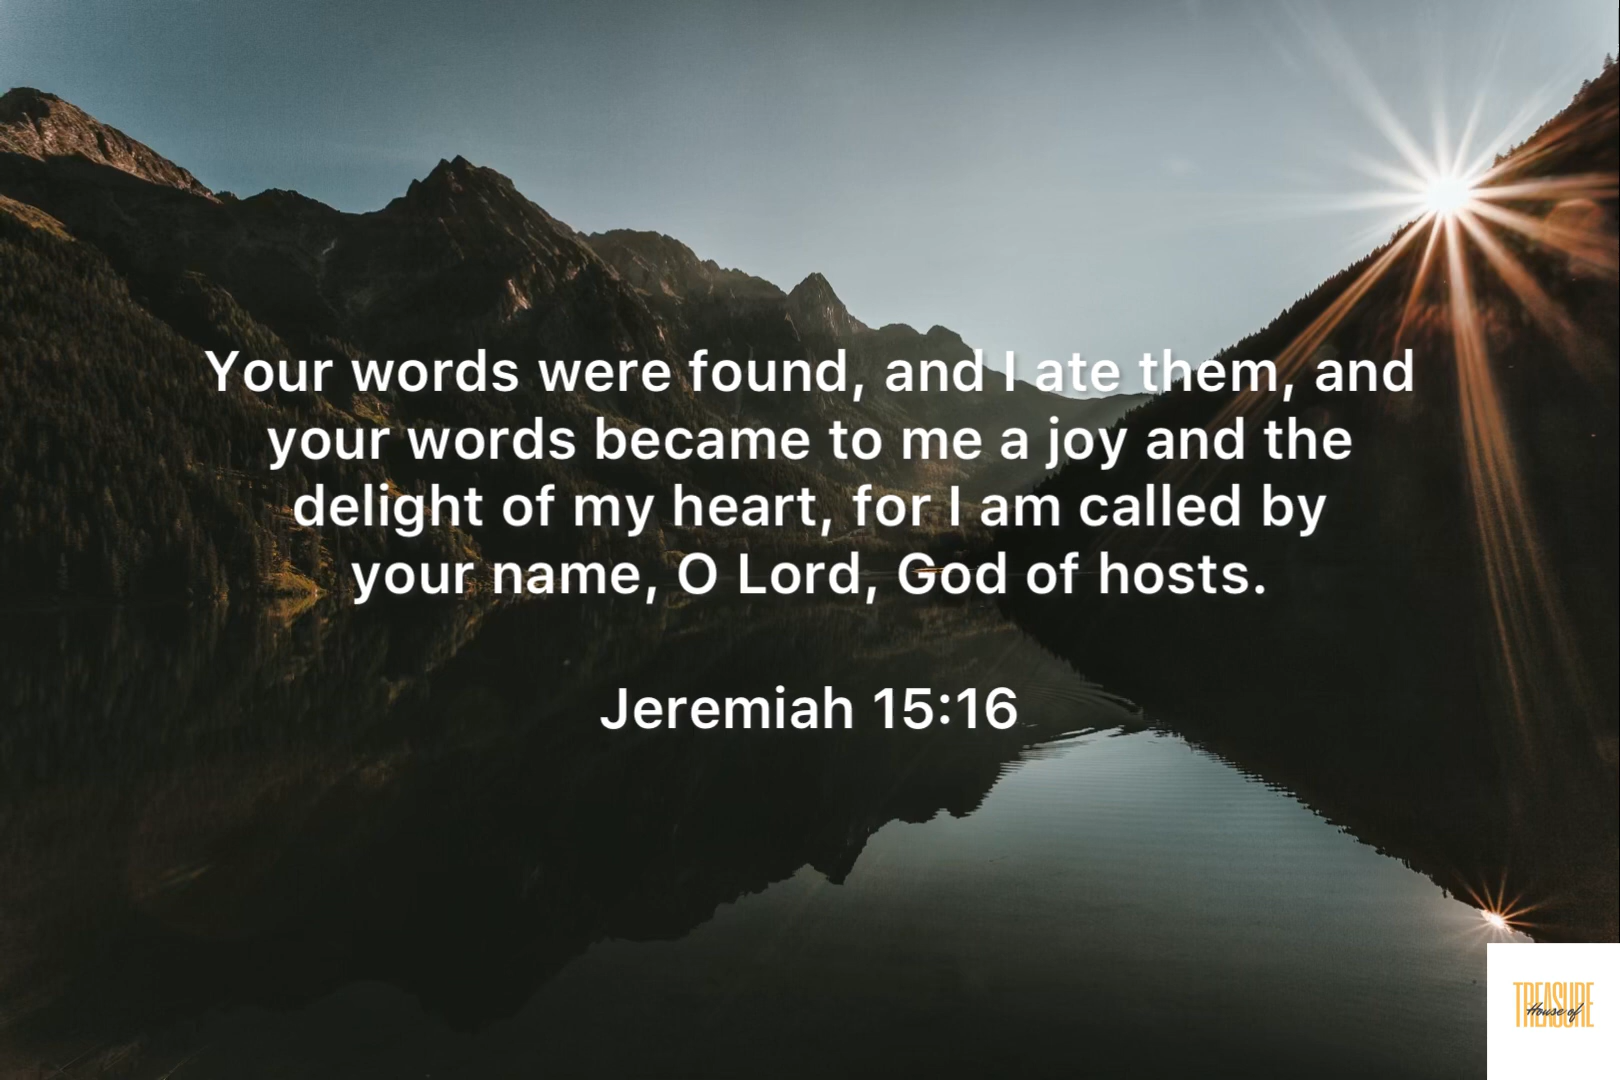 Your words were found, and I ate them, and
your words became to me a joy and the
delight of my heart, for I am called by
your name, O Lord, God of hosts.
Jeremiah 15:16
House of
TREASURE